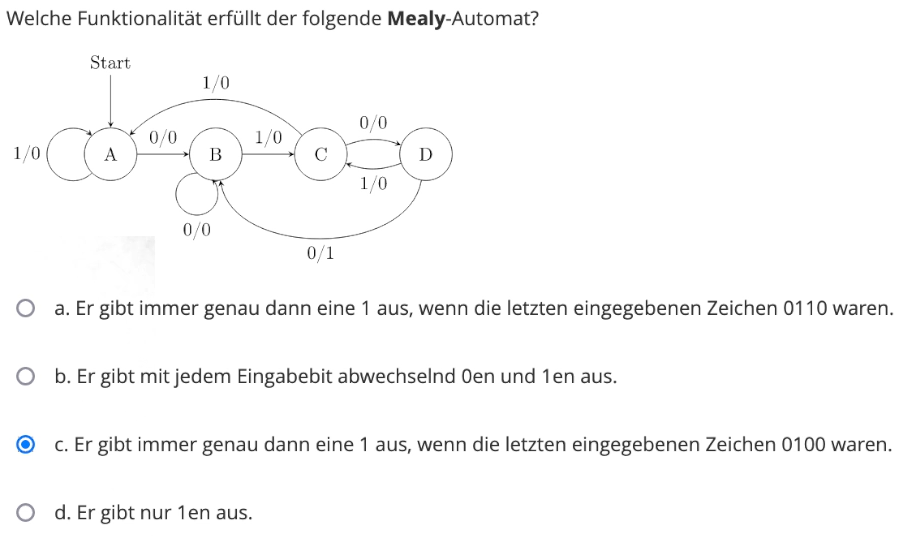 Welche Funktionalität erfüllt der folgende Mealy-Automat?
Start
1/0
0/0
0/0
1/0
1/0
A
B
C
D
1/0
0/0
0/1
a. Er gibt immer genau dann eine 1 aus, wenn die letzten eingegebenen Zeichen 0110 waren.
b. Er gibt mit jedem Eingabebit abwechselnd 0en und 1en aus.
c. Er gibt immer genau dann eine 1 aus, wenn die letzten eingegebenen Zeichen 0100 waren.
d. Er gibt nur 1en aus.